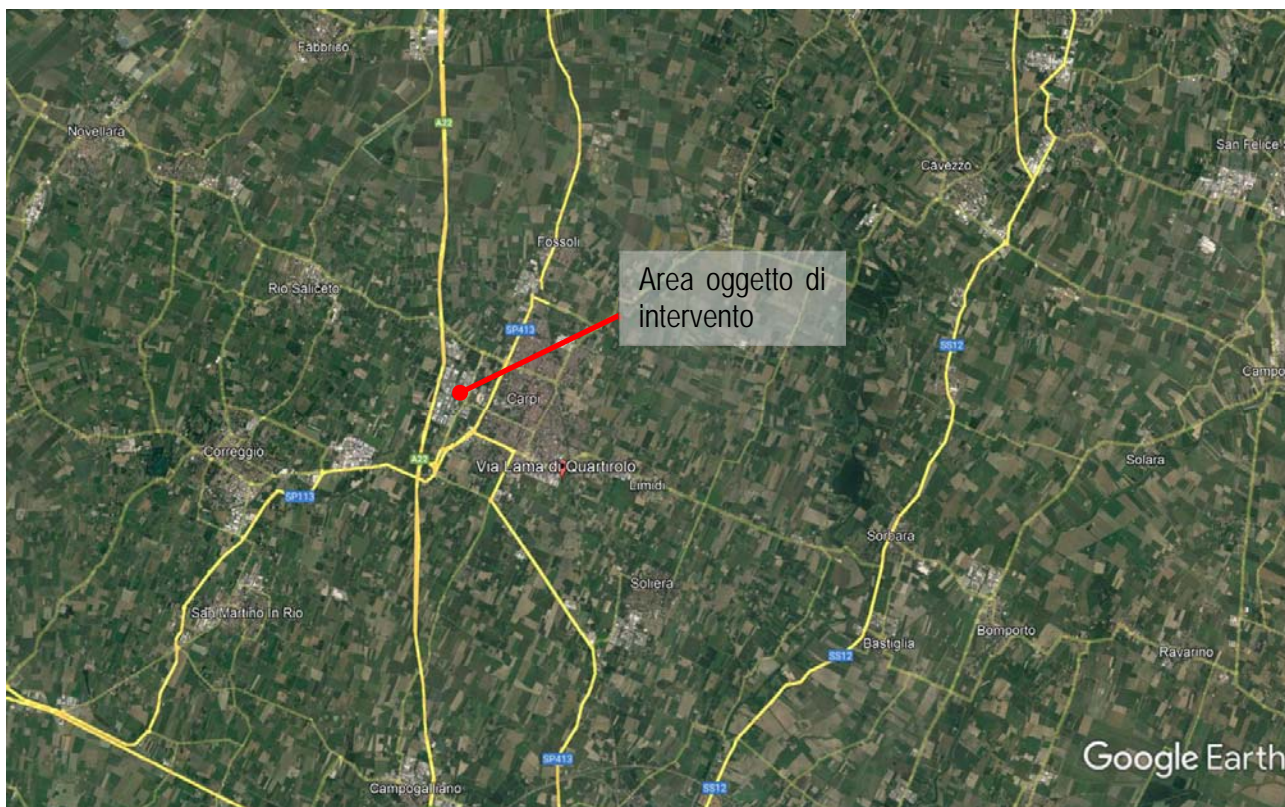 Fabbrico
A22
Novellara
San Felice S
Cavezzo
Fossoli
Area oggetto di
intervento
Rio Saliceto
SP413
SS12
Campo
Carpi
Correggio
A22
Via Lama di Quartirolo
Solara
Limidi
SP113
Sorbara
Soliera
San Martino In Rio
Bomporto
Bastiglia
Ravarino
SS12
SP413
Google Earth
Campogalliano
SS12